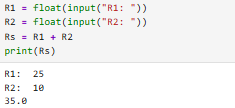 R1 = float(input("R1: "))
R2 = float(input("R2: "))
Rs = R1 + R2
print(Rs)
R1:  25
R2:  10
35.0